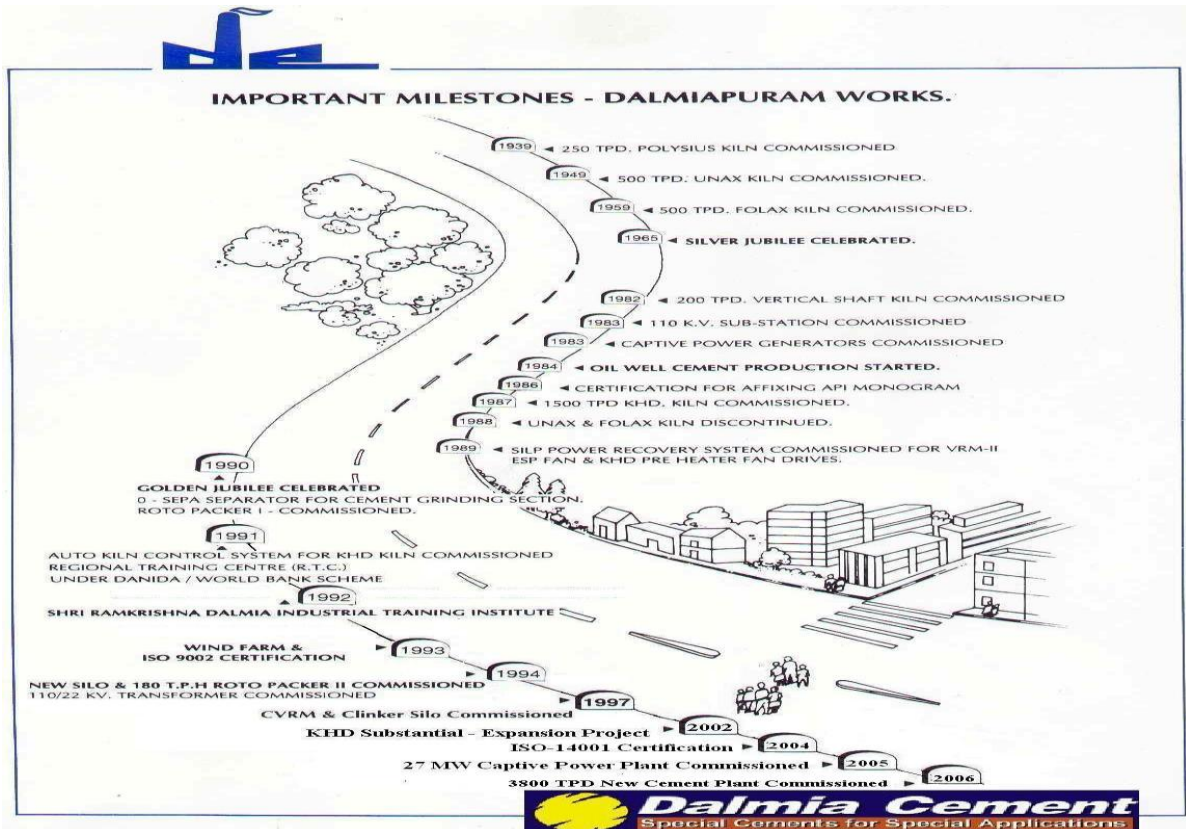 IMPORTANT MILESTONES - DALMIAPURAM WORKS.
1939 250 TPD. POLYSIUS KILN COMMISSIONED
1949 500 TPD. UNAX KILN COMMISSIONED.
1959 500 TPD. FOLAX KILN COMMISSIONED.
1965 SILVER JUBILEE CELEBRATED.
1982 200 TPD. VERTICAL SHAFT KILN COMMISSIONED
1983 110 K.V. SUB-STATION COMMISSIONED
1983 CAPTIVE POWER GENERATORS COMMISSIONED
1984 OIL WELL CEMENT PRODUCTION STARTED.
1986 CERTIFICATION FOR AFFIXING API MONOGRAM
1987 1500 TPD KHD. KILN COMMISSIONED.
1988 UNAX & FOLAX KILN DISCONTINUED.
1989 SILP POWER RECOVERY SYSTEM COMMISSIONED FOR VRM-II
ESP FAN & KHD PRE HEATER FAN DRIVES.
1990
GOLDEN JUBILEE CELEBRATED
0 - SEPA SEPARATOR FOR CEMENT GRINDING SECTION.
ROTO PACKER I - COMMISSIONED.
1991
AUTO KILN CONTROL SYSTEM FOR KHD KILN COMMISSIONED
REGIONAL TRAINING CENTRE (R.T.C.)
UNDER DANIDA / WORLD BANK SCHEME
1992
SHRI RAMKRISHNA DALMIA INDUSTRIAL TRAINING INSTITUTE
WIND FARM &
ISO 9002 CERTIFICATION 1993
1994
NEW SILO & 180 T.P.H ROTO PACKER II COMMISSIONED
110/22 KV. TRANSFORMER COMMISSIONED
CVRM & Clinker Silo Commissioned 1997
KHD Substantial - Expansion Project 2002
ISO-14001 Certification 2004
27 MW Captive Power Plant Commissioned 2005
3800 TPD New Cement Plant Commissioned 2006
Dalmia Cement
Special Cements for Special Applications